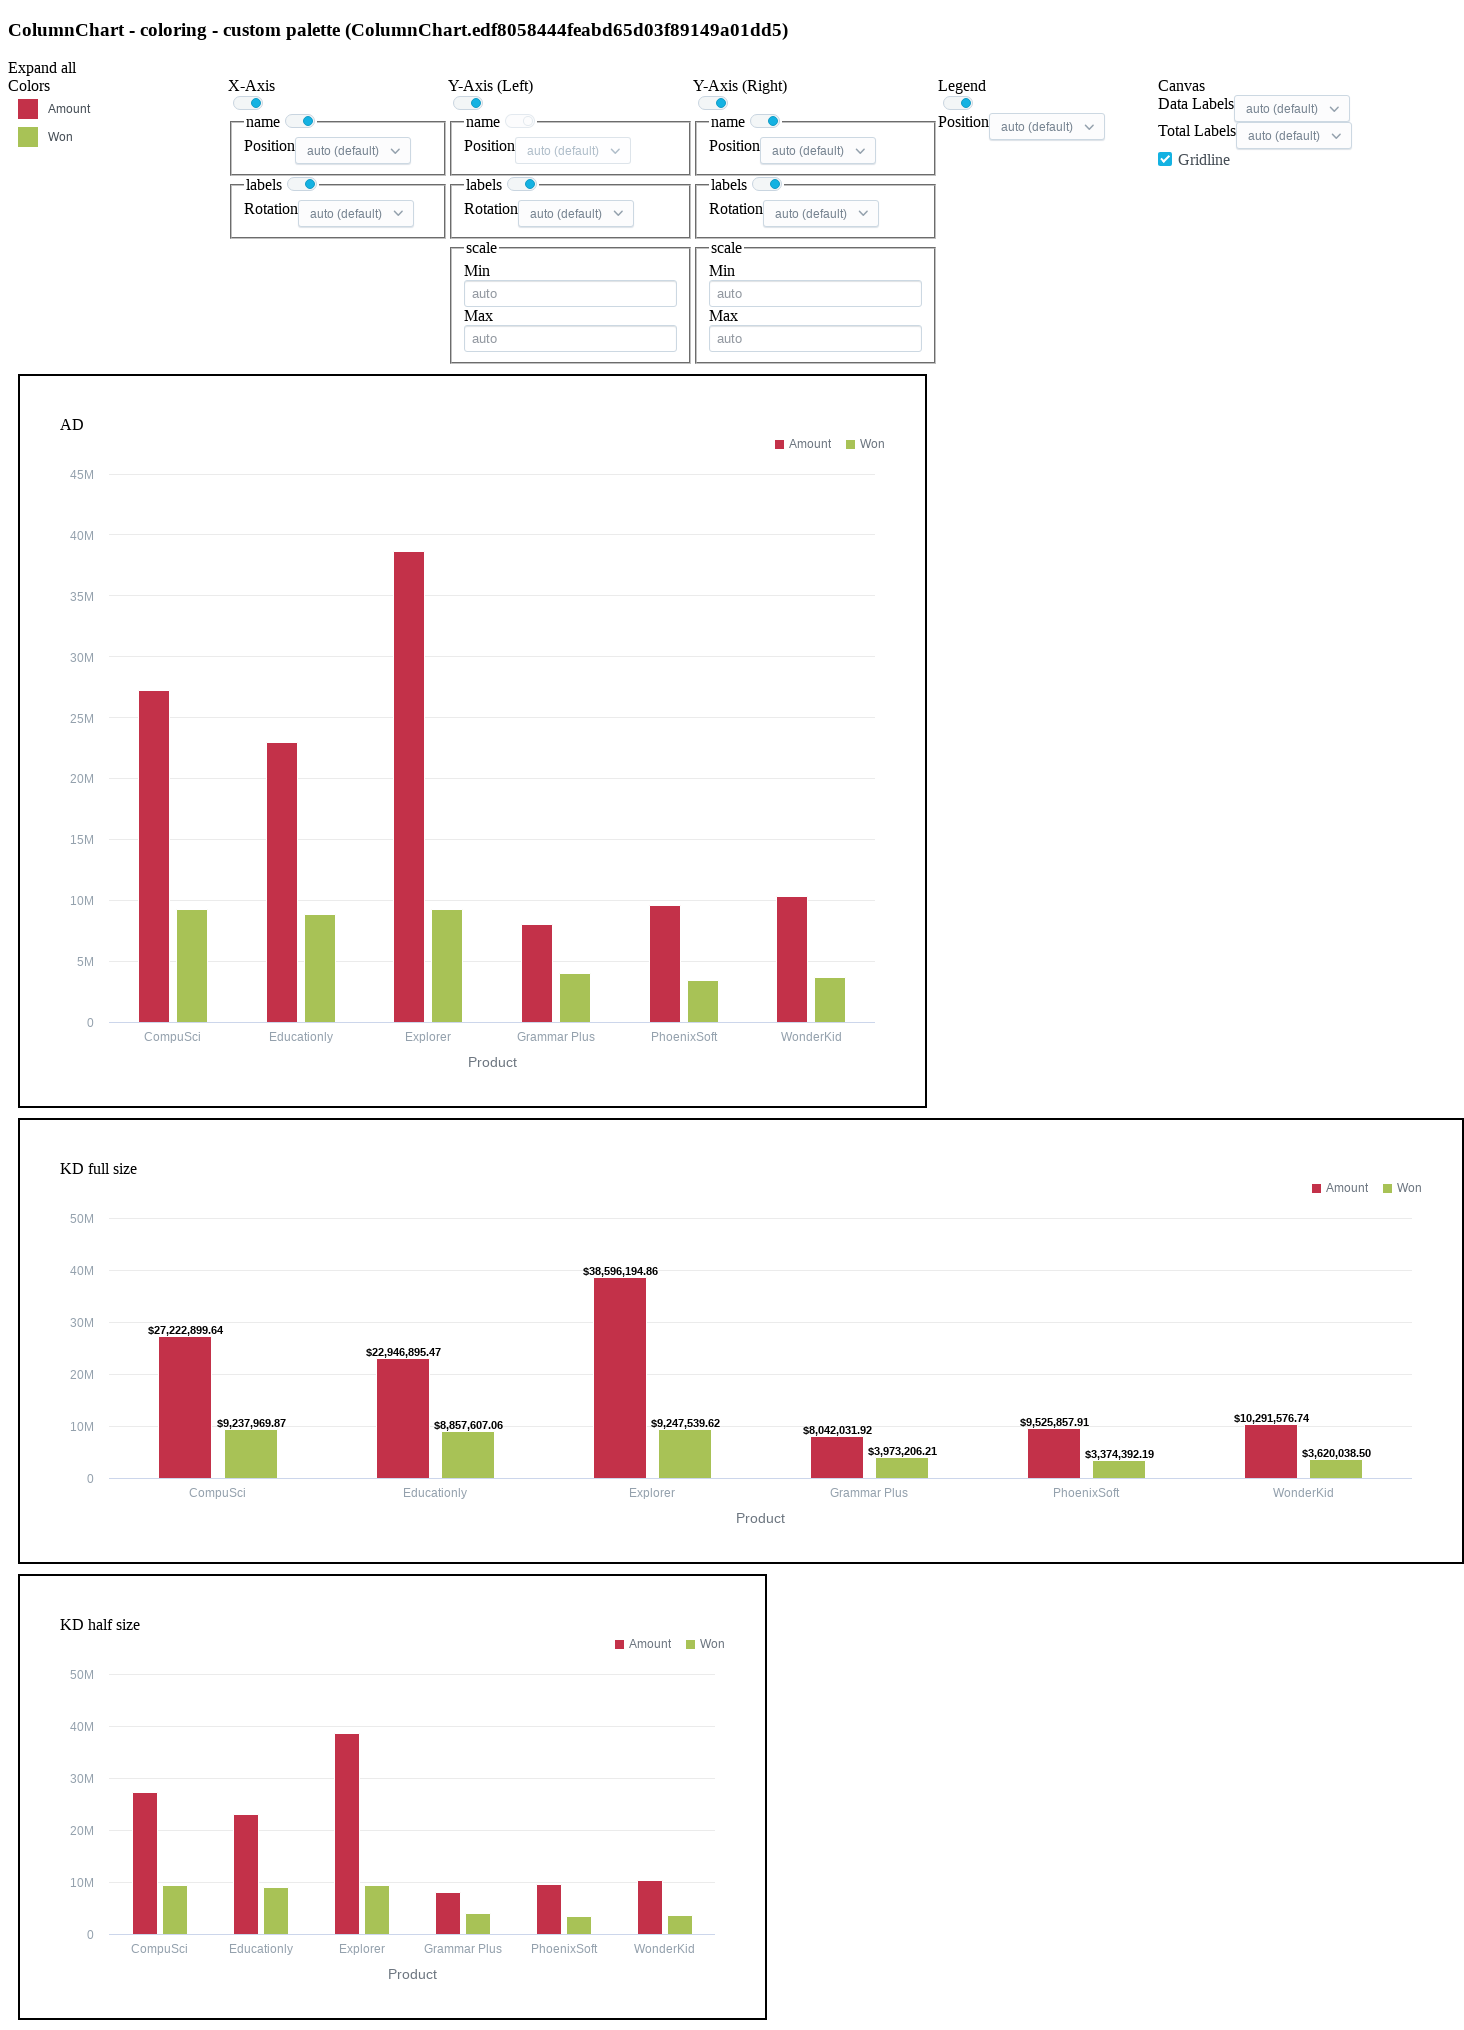 ColumnChart - coloring - custom palette (ColumnChart.edf8058444feabd65d03f89149a01dd5)
Expand all
Colors
Amount
Won
X-Axis
name
Position auto (default)
labels
Rotation auto (default)
Y-Axis (Left)
name
Position auto (default)
labels
Rotation auto (default)
scale
Min
auto
Max
auto
Y-Axis (Right)
name
Position auto (default)
labels
Rotation auto (default)
scale
Min
auto
Max
auto
Legend
Position auto (default)
Canvas
Data Labels auto (default)
Total Labels auto (default)
Gridline
AD
Amount Won
45M
40M
35M
30M
25M
20M
15M
10M
5M
0
CompuSci Educationly Explorer Grammar Plus PhoenixSoft WonderKid
Product
KD full size
Amount Won
50M
40M
30M
20M
10M
0
$27,222,899.64
$9,237,969.87
$22,946,895.47
$8,857,607.06
$38,596,194.86
$9,247,539.62
$8,042,031.92
$3,973,206.21
$9,525,857.91
$3,374,392.19
$10,291,576.74
$3,620,038.50
CompuSci Educationly Explorer Grammar Plus PhoenixSoft WonderKid
Product
KD half size
Amount Won
50M
40M
30M
20M
10M
0
CompuSci Educationly Explorer Grammar Plus PhoenixSoft WonderKid
Product